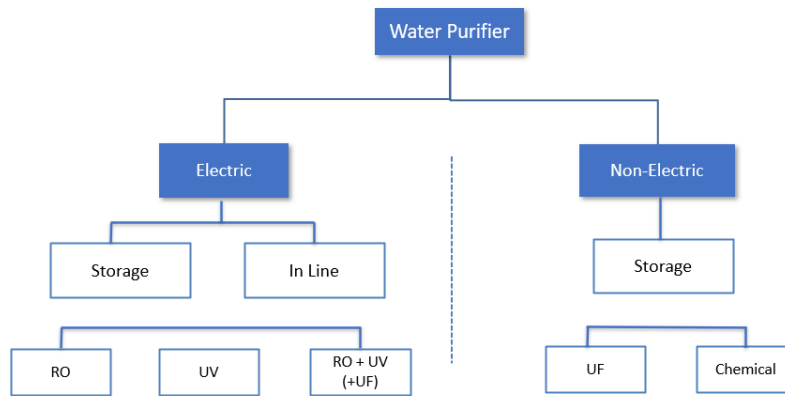 Water Purifier
Electric
Non-Electric
Storage
In Line
Storage
RO
UV
RO + UV
(+UF)
UF
Chemical